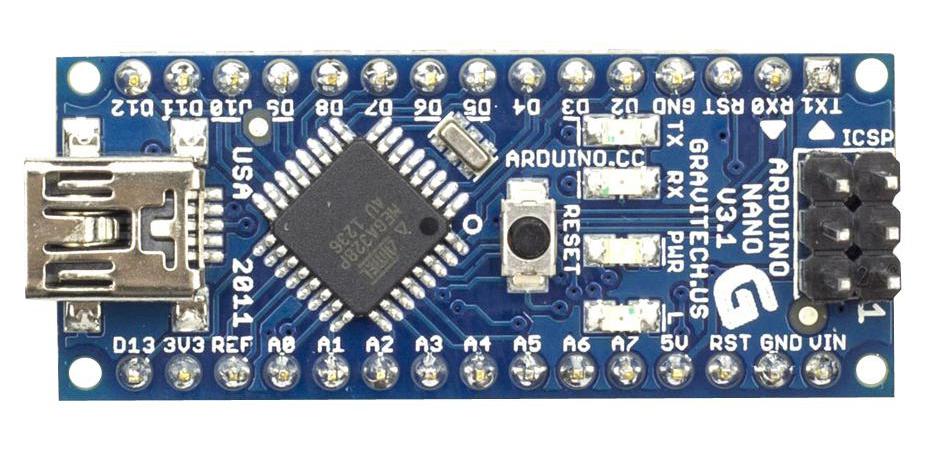 D12 D11 D10 D9 D8 D7 D6 D5 D4 D3 D2 GND RST RX0 TX1
ICSP
TX
RX
PWR
L
ARDUINO.CC
RESET
GRAVITECH.US
ARDUINO
NANO
V3.1
USA 2011
ATMEL
MEGA328P
AU 1236
G
1
D13 3V3 REF A0 A1 A2 A3 A4 A5 A6 A7 5V RST GND VIN